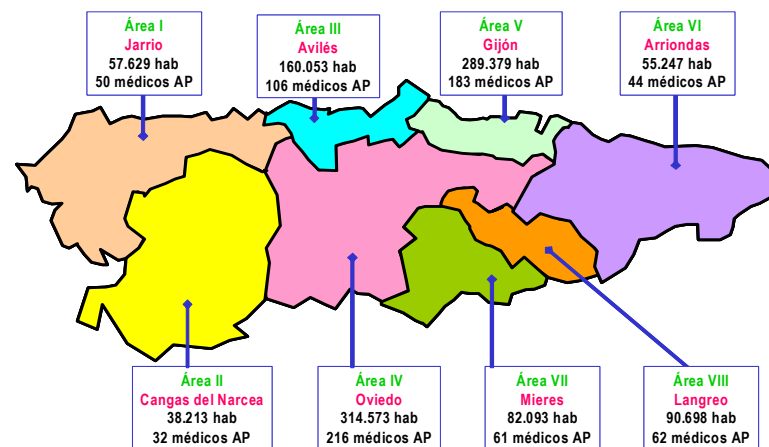 Área I
Jarrio
57.629 hab
50 médicos AP
Área III
Avilés
160.053 hab
106 médicos AP
Área V
Gijón
289.379 hab
183 médicos AP
Área VI
Arriondas
55.247 hab
44 médicos AP
Área II
Cangas del Narcea
38.213 hab
32 médicos AP
Área IV
Oviedo
314.573 hab
216 médicos AP
Área VII
Mieres
82.093 hab
61 médicos AP
Área VIII
Langreo
90.698 hab
62 médicos AP